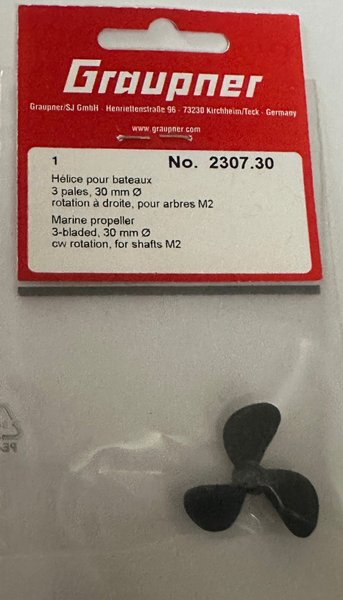 Graupner
Graupner/SJ GmbH · Henriettenstraße 96 · 73230 Kirchheim/Teck · Germany
www.graupner.com
1 No. 2307.30
Hélice pour bateaux
3 pales, 30 mm Ø
rotation à droite, pour arbres M2
Marine propeller
3-bladed, 30 mm Ø
cw rotation, for shafts M2